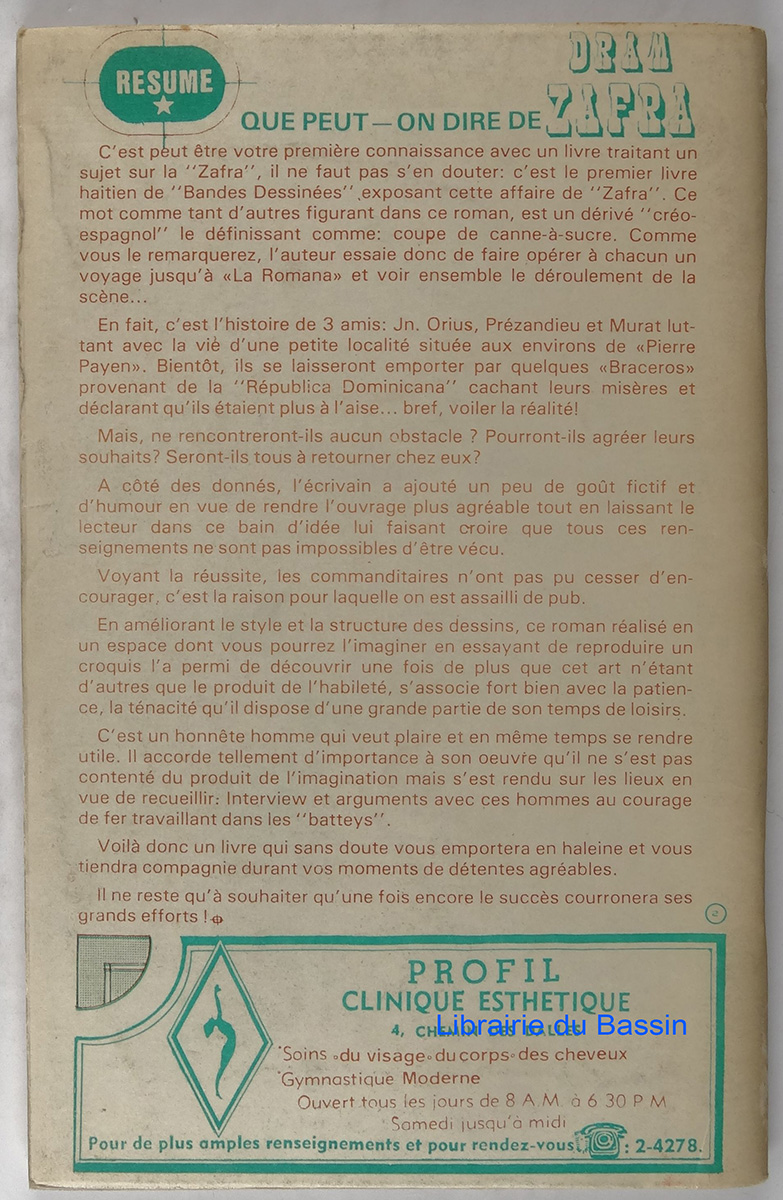 RESUME
DRAM
ZAFRA
QUE PEUT—ON DIRE DE
C'est peut être votre première connaissance avec un livre traitant un
sujet sur la "Zafra", il ne faut pas s'en douter: c'est le premier livre
haïtien de "Bandes Dessinées" exposant cette affaire de "Zafra". Ce
mot comme tant d'autres figurant dans ce roman, est un dérivé "créo-
espagnol" le définissant comme: coupe de canne-à-sucre. Comme
vous le remarquerez, l'auteur essaie donc de faire opérer à chacun un
voyage jusqu'à «La Romana» et voir ensemble le déroulement de la
scène...
En fait, c'est l'histoire de 3 amis: Jn. Orius, Prézandieu et Murat lut-
tant avec la vie d'une petite localité située aux environs de «Pierre
Payen». Bientôt, ils se laisseront emporter par quelques «Braceros»
provenant de la "Républica Dominicana" cachant leurs misères et
déclarant qu'ils étaient plus à l'aise... bref, voiler la réalité!
Mais, ne rencontreront-ils aucun obstacle ? Pourront-ils agréer leurs
souhaits? Seront-ils tous à retourner chez eux?
A côté des donnés, l'écrivain a ajouté un peu de goût fictif et
d'humour en vue de rendre l'ouvrage plus agréable tout en laissant le
lecteur dans ce bain d'idée lui faisant croire que tous ces ren-
seignements ne sont pas impossibles d'être vécu.
Voyant la réussite, les commanditaires n'ont pas pu cesser d'en-
courager, c'est la raison pour laquelle on est assailli de pub.
En améliorant le style et la structure des dessins, ce roman réalisé en
un espace dont vous pourrez l'imaginer en essayant de reproduire un
croquis l'a permi de découvrir une fois de plus que cet art n'étant
d'autres que le produit de l'habileté, s'associe fort bien avec la patien-
ce, la ténacité qu'il dispose d'une grande partie de son temps de loisirs.
C'est un honnête homme qui veut plaire et en même temps se rendre
utile. Il accorde tellement d'importance à son oeuvre qu'il ne s'est pas
contenté du produit de l'imagination mais s'est rendu sur les lieux en
vue de recueillir: Interview et arguments avec ces hommes au courage
de fer travaillant dans les "batteys".
Voilà donc un livre qui sans doute vous emportera en haleine et vous
tiendra compagnie durant vos moments de détentes agréables.
Il ne reste qu'à souhaiter qu'une fois encore le succès courronera ses
grands efforts !
2
PROFIL
CLINIQUE ESTHETIQUE
4, CHEMIN DES DALLES
Librairie du Bassin
Soins du visage du corps des cheveux
Gymnastique Moderne
Ouvert tous les jours de 8 A.M. à 6 30 P M
Samedi jusqu'à midi
Pour de plus amples renseignements et pour rendez-vous : 2-4278.